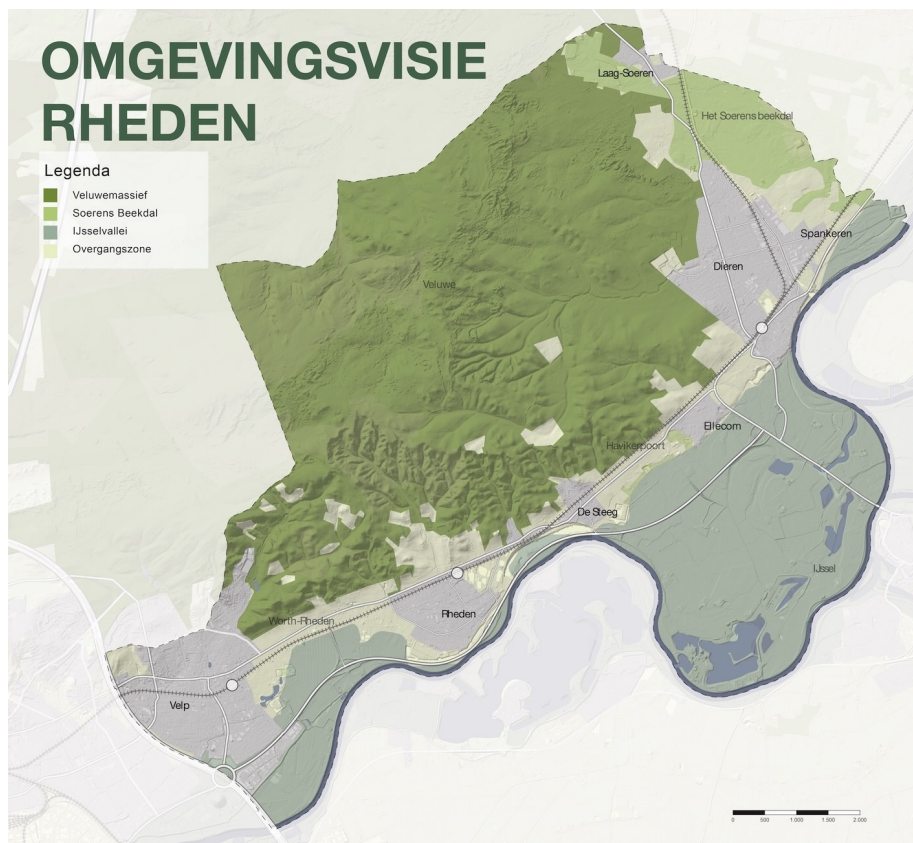 OMGEVINGSVISIE
RHEDEN
Legenda
Veluwemassief
Soerens Beekdal
IJsselvallei
Overgangszone
Laag-Soeren
Het Soerens beekdal
Spankeren
Dieren
Veluwe
Ellecom
Havikerpoort
De Steeg
IJssel
Rheden
Worth-Rheden
Velp
0 500 1.000 1.500 2.000